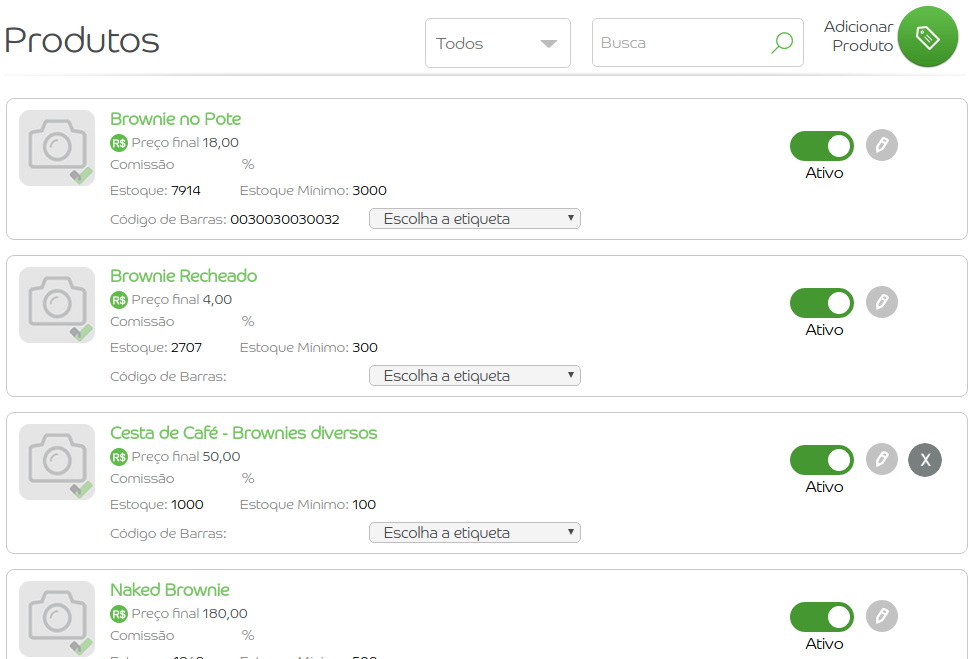 Produtos
Todos
Busca
Adicionar
Produto
Brownie no Pote
R$ Preço final 18,00
Comissão %
Estoque: 7914 Estoque Mínimo: 3000
Código de Barras: 0030030030032 Escolha a etiqueta
Ativo
Brownie Recheado
R$ Preço final 4,00
Comissão %
Estoque: 2707 Estoque Mínimo: 300
Código de Barras: Escolha a etiqueta
Ativo
Cesta de Café - Brownies diversos
R$ Preço final 50,00
Comissão %
Estoque: 1000 Estoque Mínimo: 100
Código de Barras: Escolha a etiqueta
Ativo
X
Naked Brownie
R$ Preço final 180,00
Comissão %
Ativo